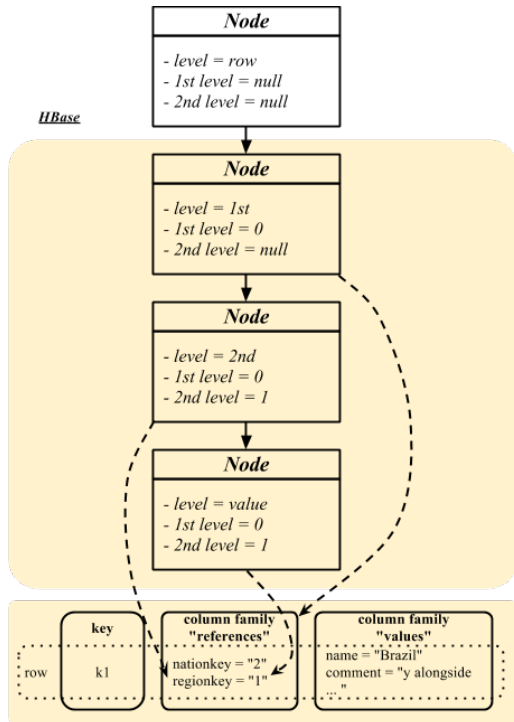 Node
- level = row
- 1st level = null
- 2nd level = null
HBase
Node
- level = 1st
- 1st level = 0
- 2nd level = null
Node
- level = 2nd
- 1st level = 0
- 2nd level = 1
Node
- level = value
- 1st level = 0
- 2nd level = 1
key
column family
"references"
column family
"values"
row
k1
nationkey = "2"
regionkey = "1"
name = "Brazil"
comment = "y alongside
... "